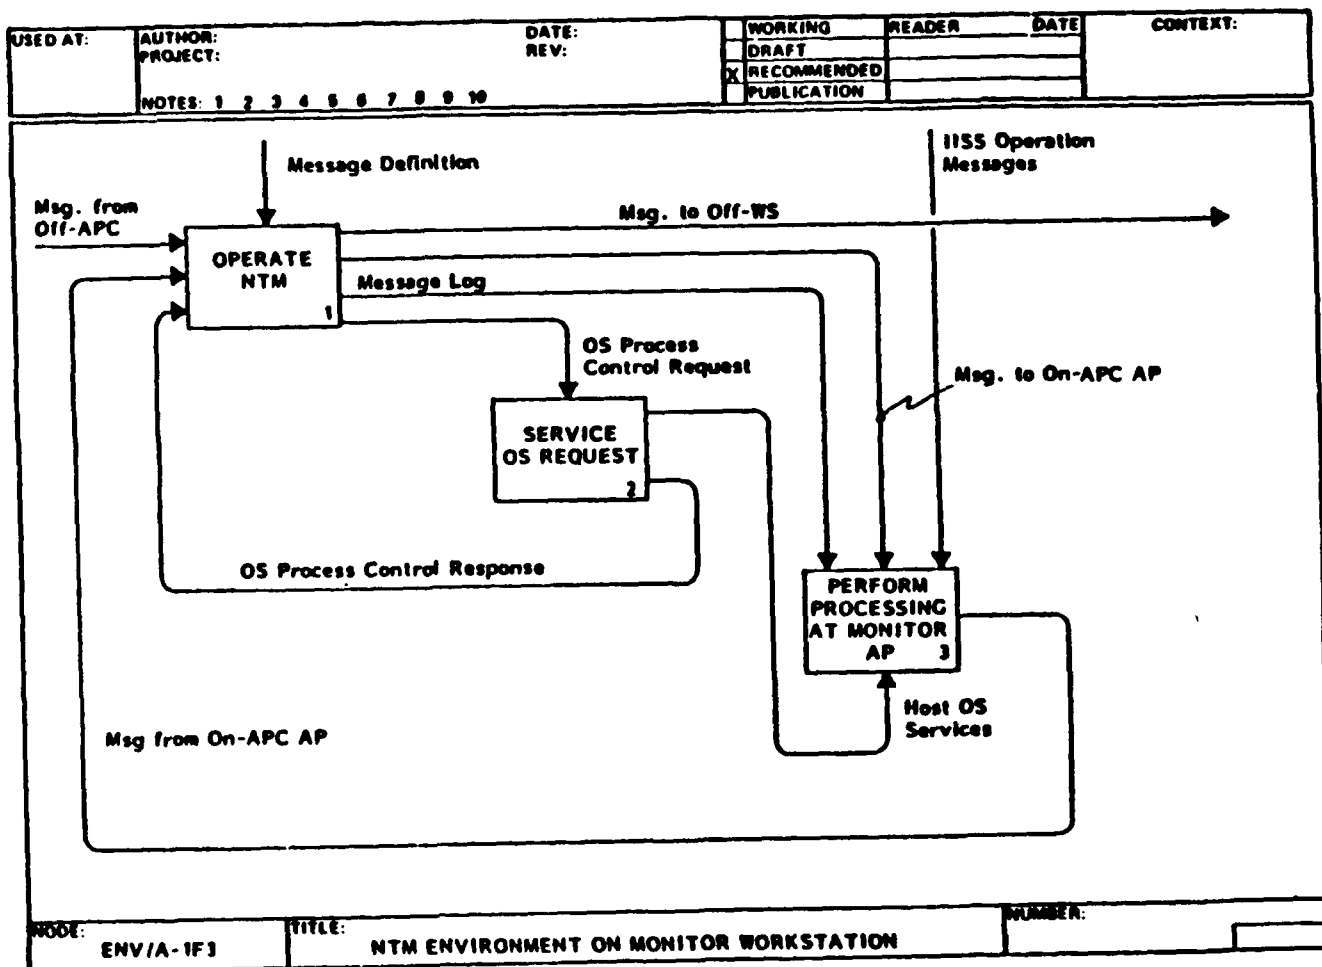 USED AT:
AUTHOR:
DATE:
PROJECT:
REV:
NOTES: 1 2 3 4 5 6 7 8 9 10
WORKING
DRAFT
X RECOMMENDED
PUBLICATION
READER DATE
CONTEXT:
Message Definition
IISS Operation
Messages
Msg. from
Off-APC
Msg. to Off-WS
OPERATE
NTM
1
Message Log
OS Process
Control Request
Msg. to On-APC AP
SERVICE
OS REQUEST
2
OS Process Control Response
PERFORM
PROCESSING
AT MONITOR
AP 3
Host OS
Services
Msg from On-APC AP
NODE:
ENV/A-1F3
TITLE:
NTM ENVIRONMENT ON MONITOR WORKSTATION
NUMBER: